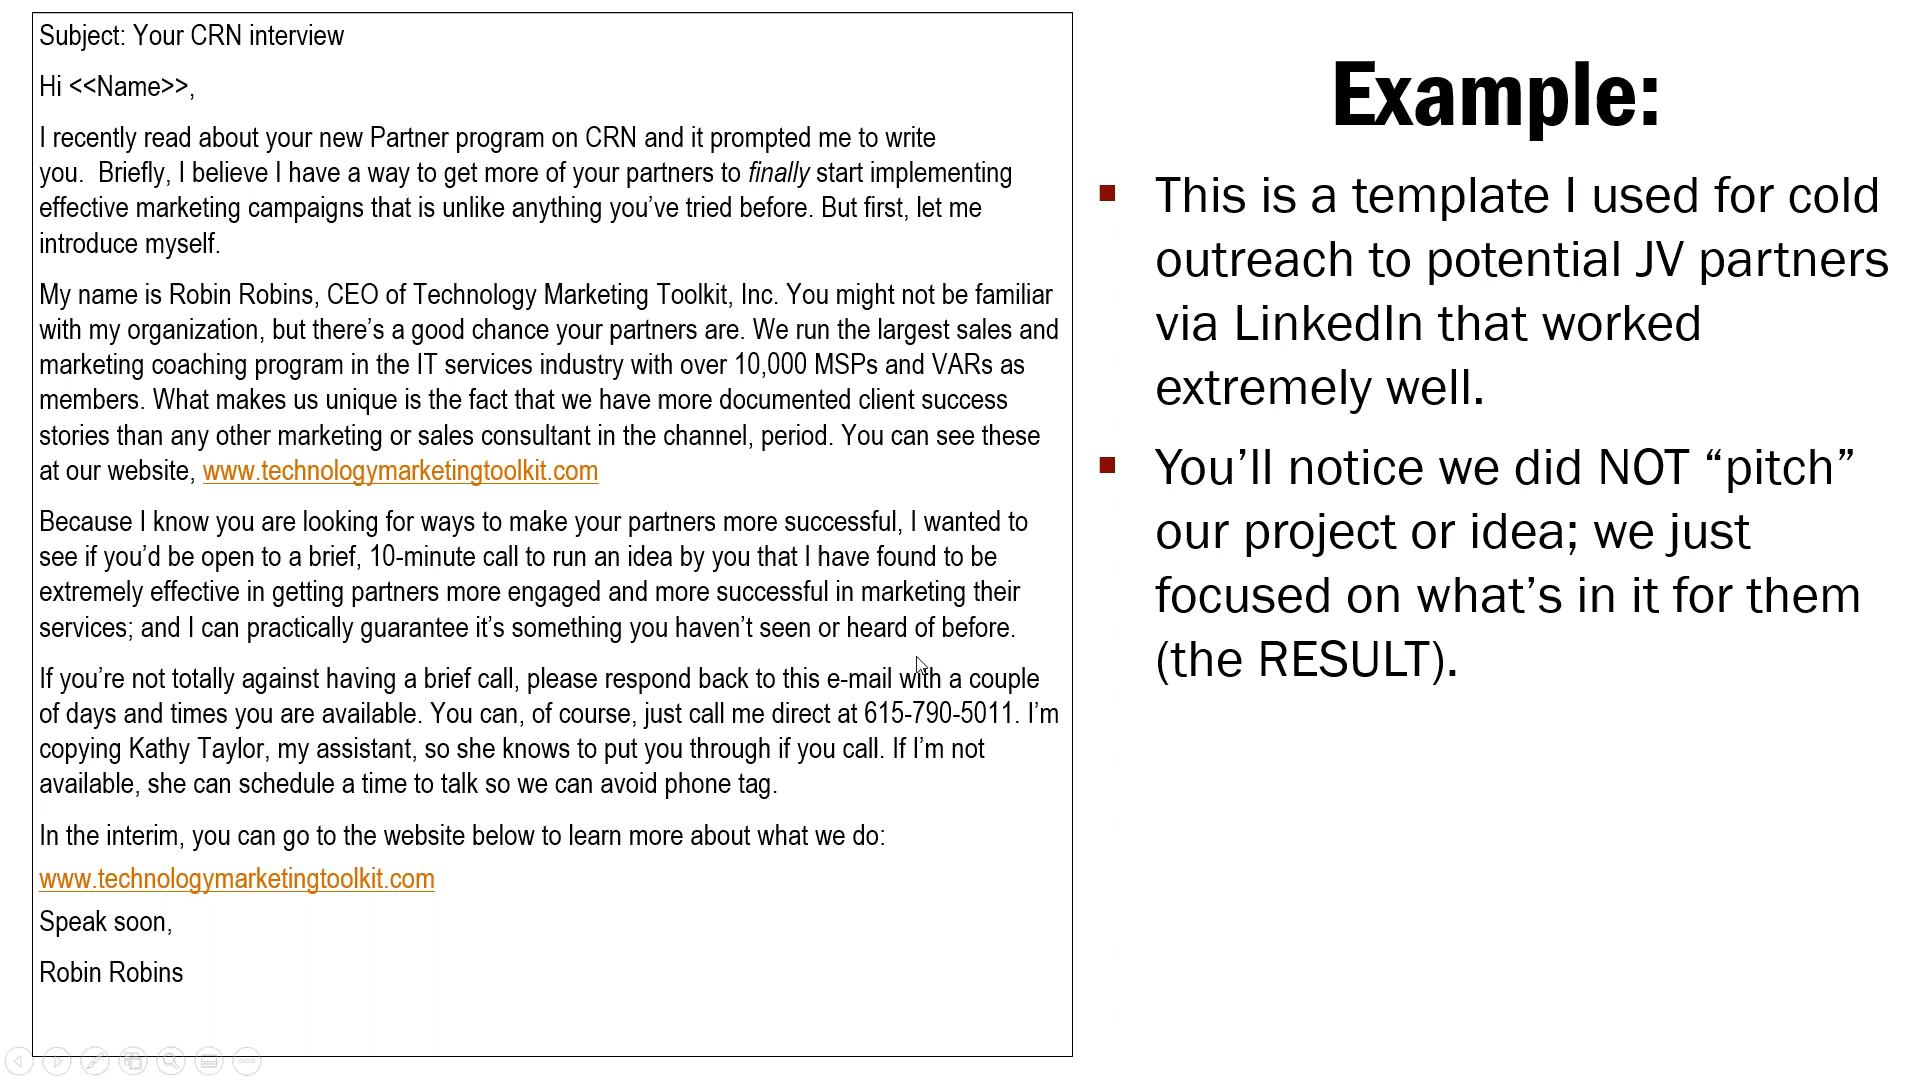 Subject: Your CRN interview
Hi <<Name>>,
I recently read about your new Partner program on CRN and it prompted me to write
you.  Briefly, I believe I have a way to get more of your partners to finally start implementing
effective marketing campaigns that is unlike anything you’ve tried before. But first, let me
introduce myself.
My name is Robin Robins, CEO of Technology Marketing Toolkit, Inc. You might not be familiar
with my organization, but there’s a good chance your partners are. We run the largest sales and
marketing coaching program in the IT services industry with over 10,000 MSPs and VARs as
members. What makes us unique is the fact that we have more documented client success
stories than any other marketing or sales consultant in the channel, period. You can see these
at our website, www.technologymarketingtoolkit.com
Because I know you are looking for ways to make your partners more successful, I wanted to
see if you’d be open to a brief, 10-minute call to run an idea by you that I have found to be
extremely effective in getting partners more engaged and more successful in marketing their
services; and I can practically guarantee it’s something you haven’t seen or heard of before.
If you’re not totally against having a brief call, please respond back to this e-mail with a couple
of days and times you are available. You can, of course, just call me direct at 615-790-5011. I’m
copying Kathy Taylor, my assistant, so she knows to put you through if you call. If I’m not
available, she can schedule a time to talk so we can avoid phone tag.
In the interim, you can go to the website below to learn more about what we do:
www.technologymarketingtoolkit.com
Speak soon,
Robin Robins
Example:
This is a template I used for cold
outreach to potential JV partners
via LinkedIn that worked
extremely well.
You’ll notice we did NOT “pitch”
our project or idea; we just
focused on what’s in it for them
(the RESULT).